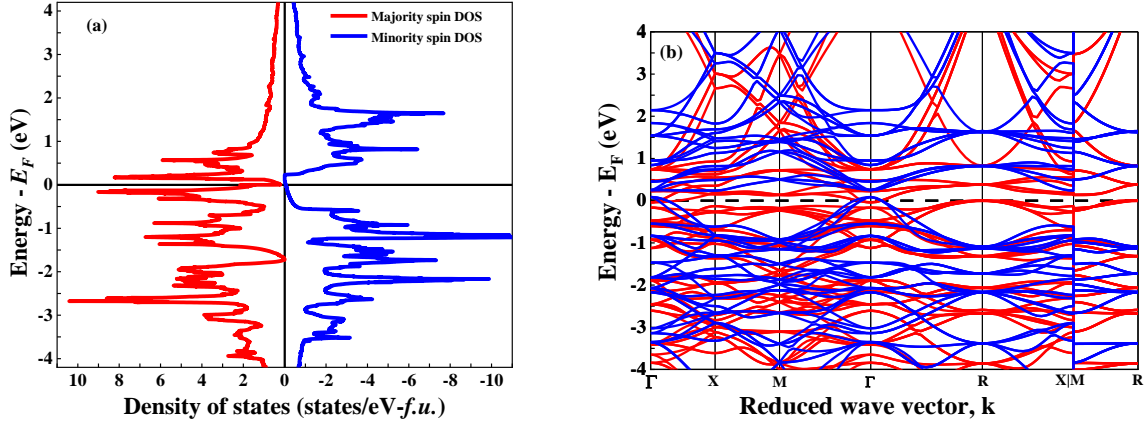 (a)
Majority spin DOS
Minority spin DOS
Energy - E_F (eV)
4
3
2
1
0
-1
-2
-3
-4
10 8 6 4 2 0 -2 -4 -6 -8 -10
Density of states (states/eV-f.u.)
(b)
Energy - E_F (eV)
4
3
2
1
0
-1
-2
-3
-4
Γ X M Γ R X|M R
Reduced wave vector, k